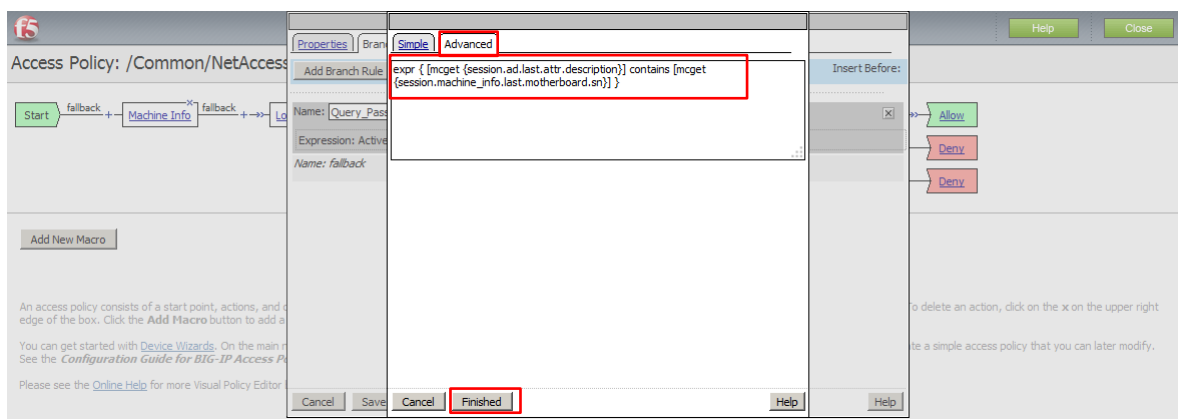 f5
Help Close
Access Policy: /Common/NetAccess
Properties
Simple Advanced
Add Branch Rule
Insert Before:
expr { [mcget {session.ad.last.attr.description}] contains [mcget
{session.machine_info.last.motherboard.sn}] }
Start fallback + Machine Info x fallback +
Name:
Expression:
Name: fallback
Allow
Deny
Deny
Add New Macro
An access policy consists of a start point, actions, and
To delete an action, click on the x on the upper right
edge of the box. Click the Add Macro button to add a
You can get started with Device Wizards. On the main
a simple access policy that you can later modify.
See the Configuration Guide for BIG-IP Access
Please see the Online Help for more Visual Policy Editor
Cancel Save Cancel Finished Help Help